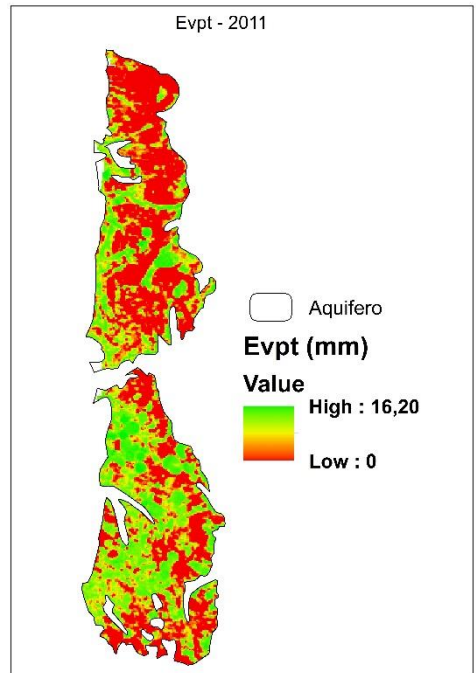 Evpt - 2011
Aquifero
Evpt (mm)
Value
High : 16,20
Low : 0